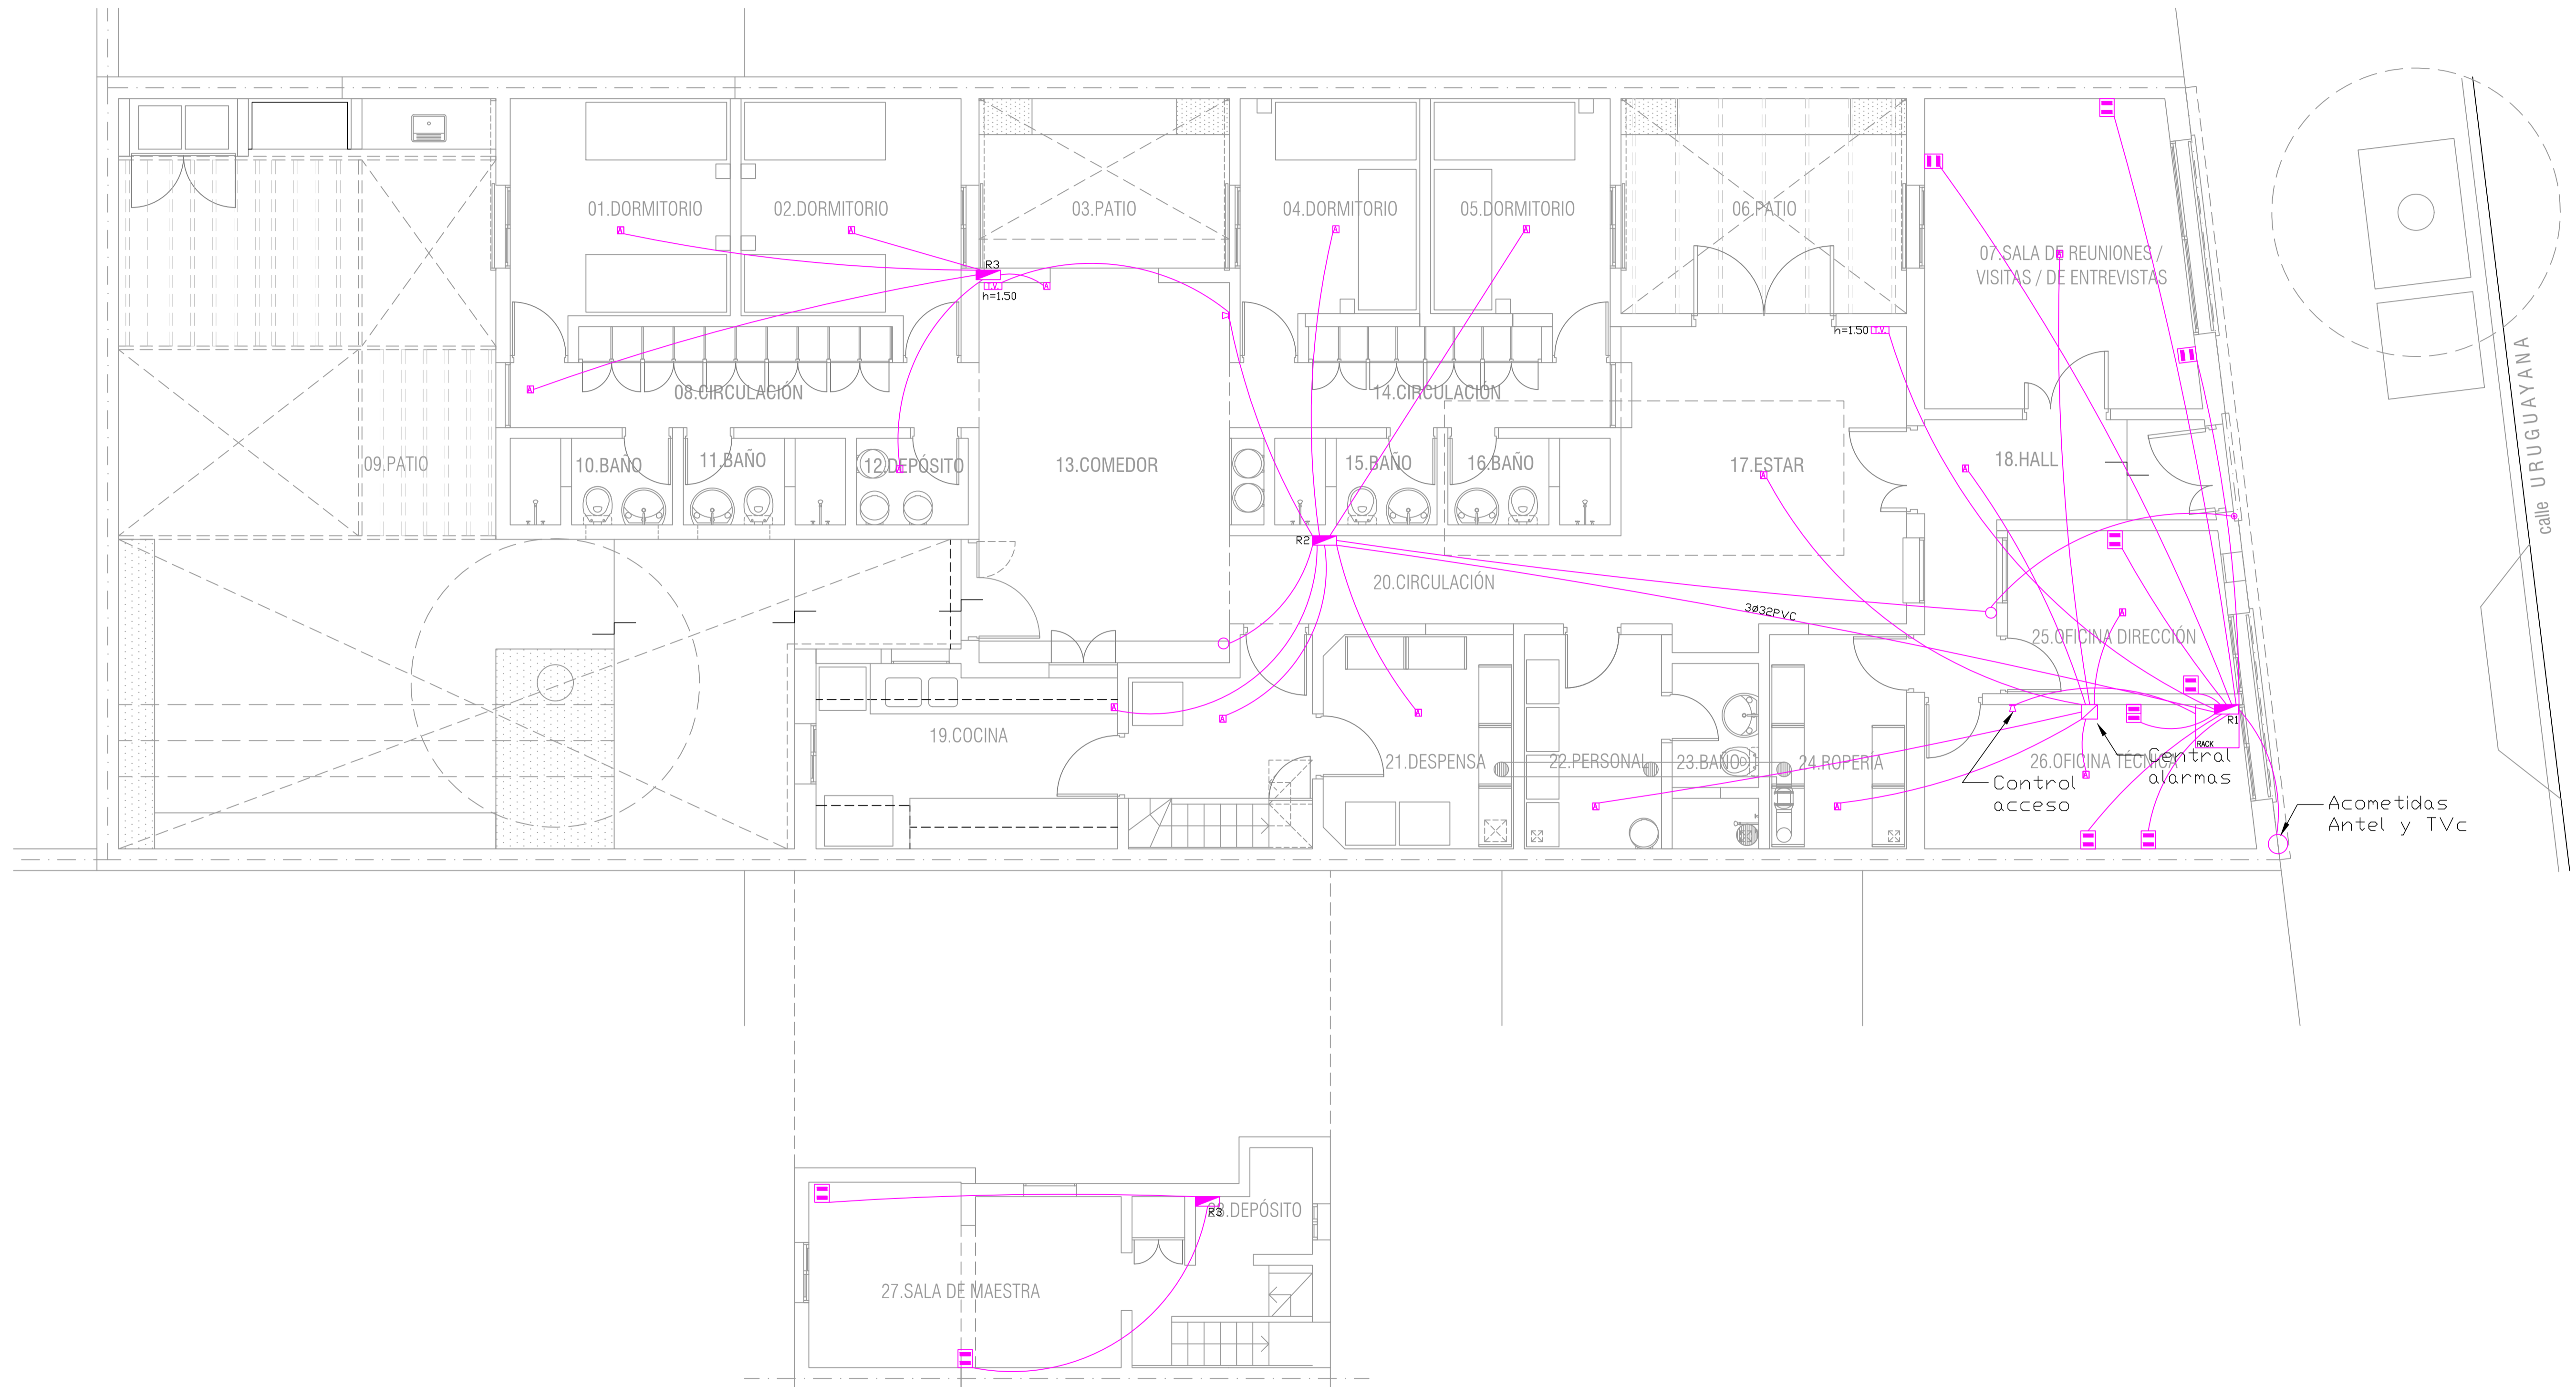 01.DORMITORIO
02.DORMITORIO
03.PATIO
04.DORMITORIO
05.DORMITORIO
06.PATIO
A
A
A
A
07.SALA DE REUNIONES /
VISITAS / DE ENTREVISTAS
A
R3
T.V.
A
h=1.50
h=1.50
T.V.
calle URUGUAYANA
A
08.CIRCULACIÓN
14.CIRCULACIÓN
09.PATIO
10.BAÑO
11.BAÑO
12.DEPÓSITO
A
13.COMEDOR
15.BAÑO
16.BAÑO
17.ESTAR
A
18.HALL
A
R2
20.CIRCULACIÓN
3Ø32PVC
A
25.OFICINA DIRECCIÓN
A
A
A
R1
19.COCINA
21.DESPENSA
22.PERSONAL
23.BAÑO
24.ROPERÍA
26.OFICINA TÉCNICA
RACK
A
Central
alarmas
Control
acceso
A
A
Acometidas
Antel y TVc
R3
28.DEPÓSITO
27.SALA DE MAESTRA